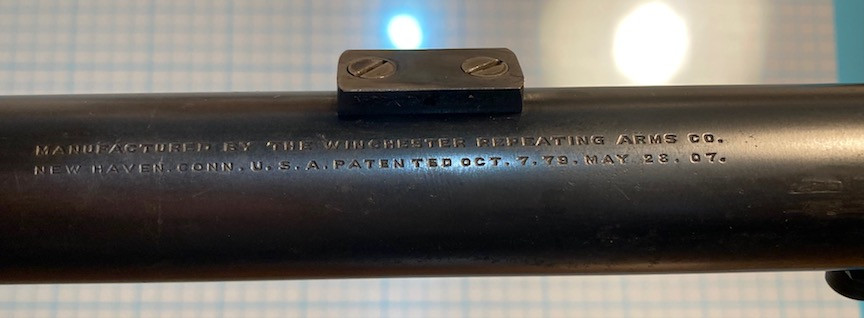 MANUFACTURED BY THE WINCHESTER REPEATING ARMS CO.
NEW HAVEN. CONN. U.S.A. PATENTED OCT. 7. 79. MAY 28. 07.